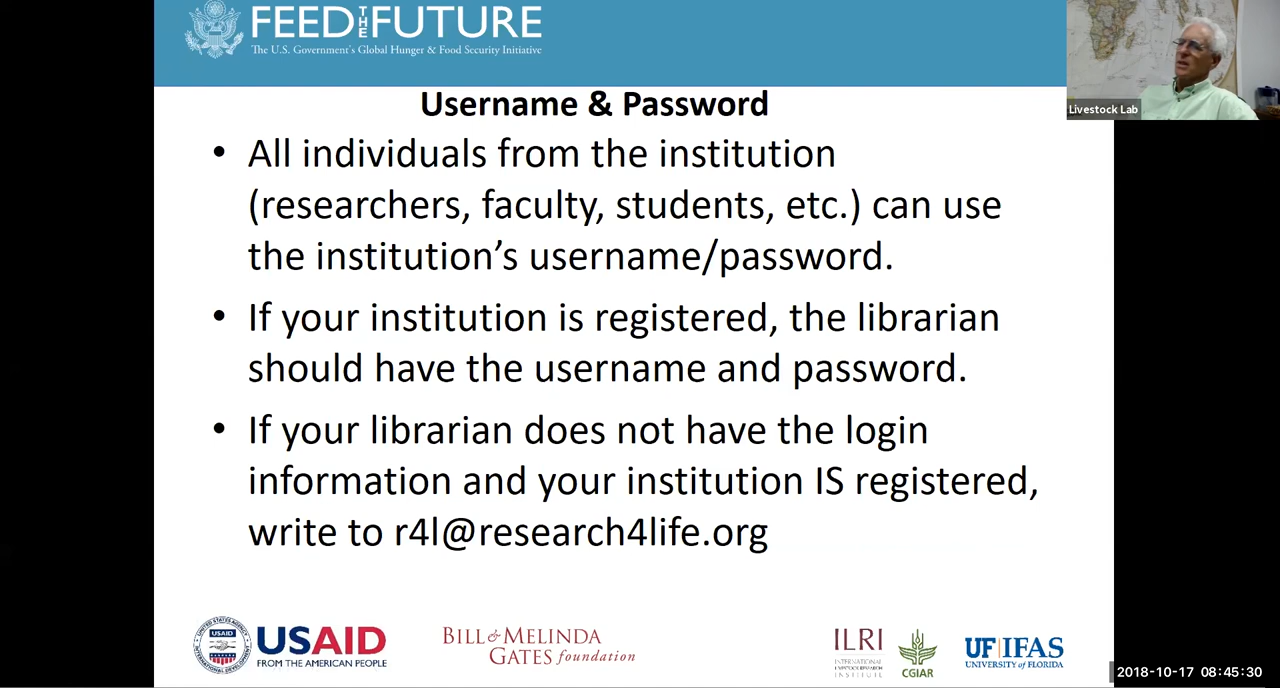 FEED THE FUTURE
The U.S. Government's Global Hunger & Food Security Initiative
Livestock Lab
Username & Password
• All individuals from the institution
(researchers, faculty, students, etc.) can use
the institution's username/password.
• If your institution is registered, the librarian
should have the username and password.
• If your librarian does not have the login
information and your institution IS registered,
write to r4l@research4life.org
USAID
USAID
FROM THE AMERICAN PEOPLE
BILL & MELINDA
GATES foundation
ILRI
INTERNATIONAL
LIVESTOCK RESEARCH
INSTITUTE
CGIAR
UF IFAS
UNIVERSITY of FLORIDA
2018-10-17 08:45:30